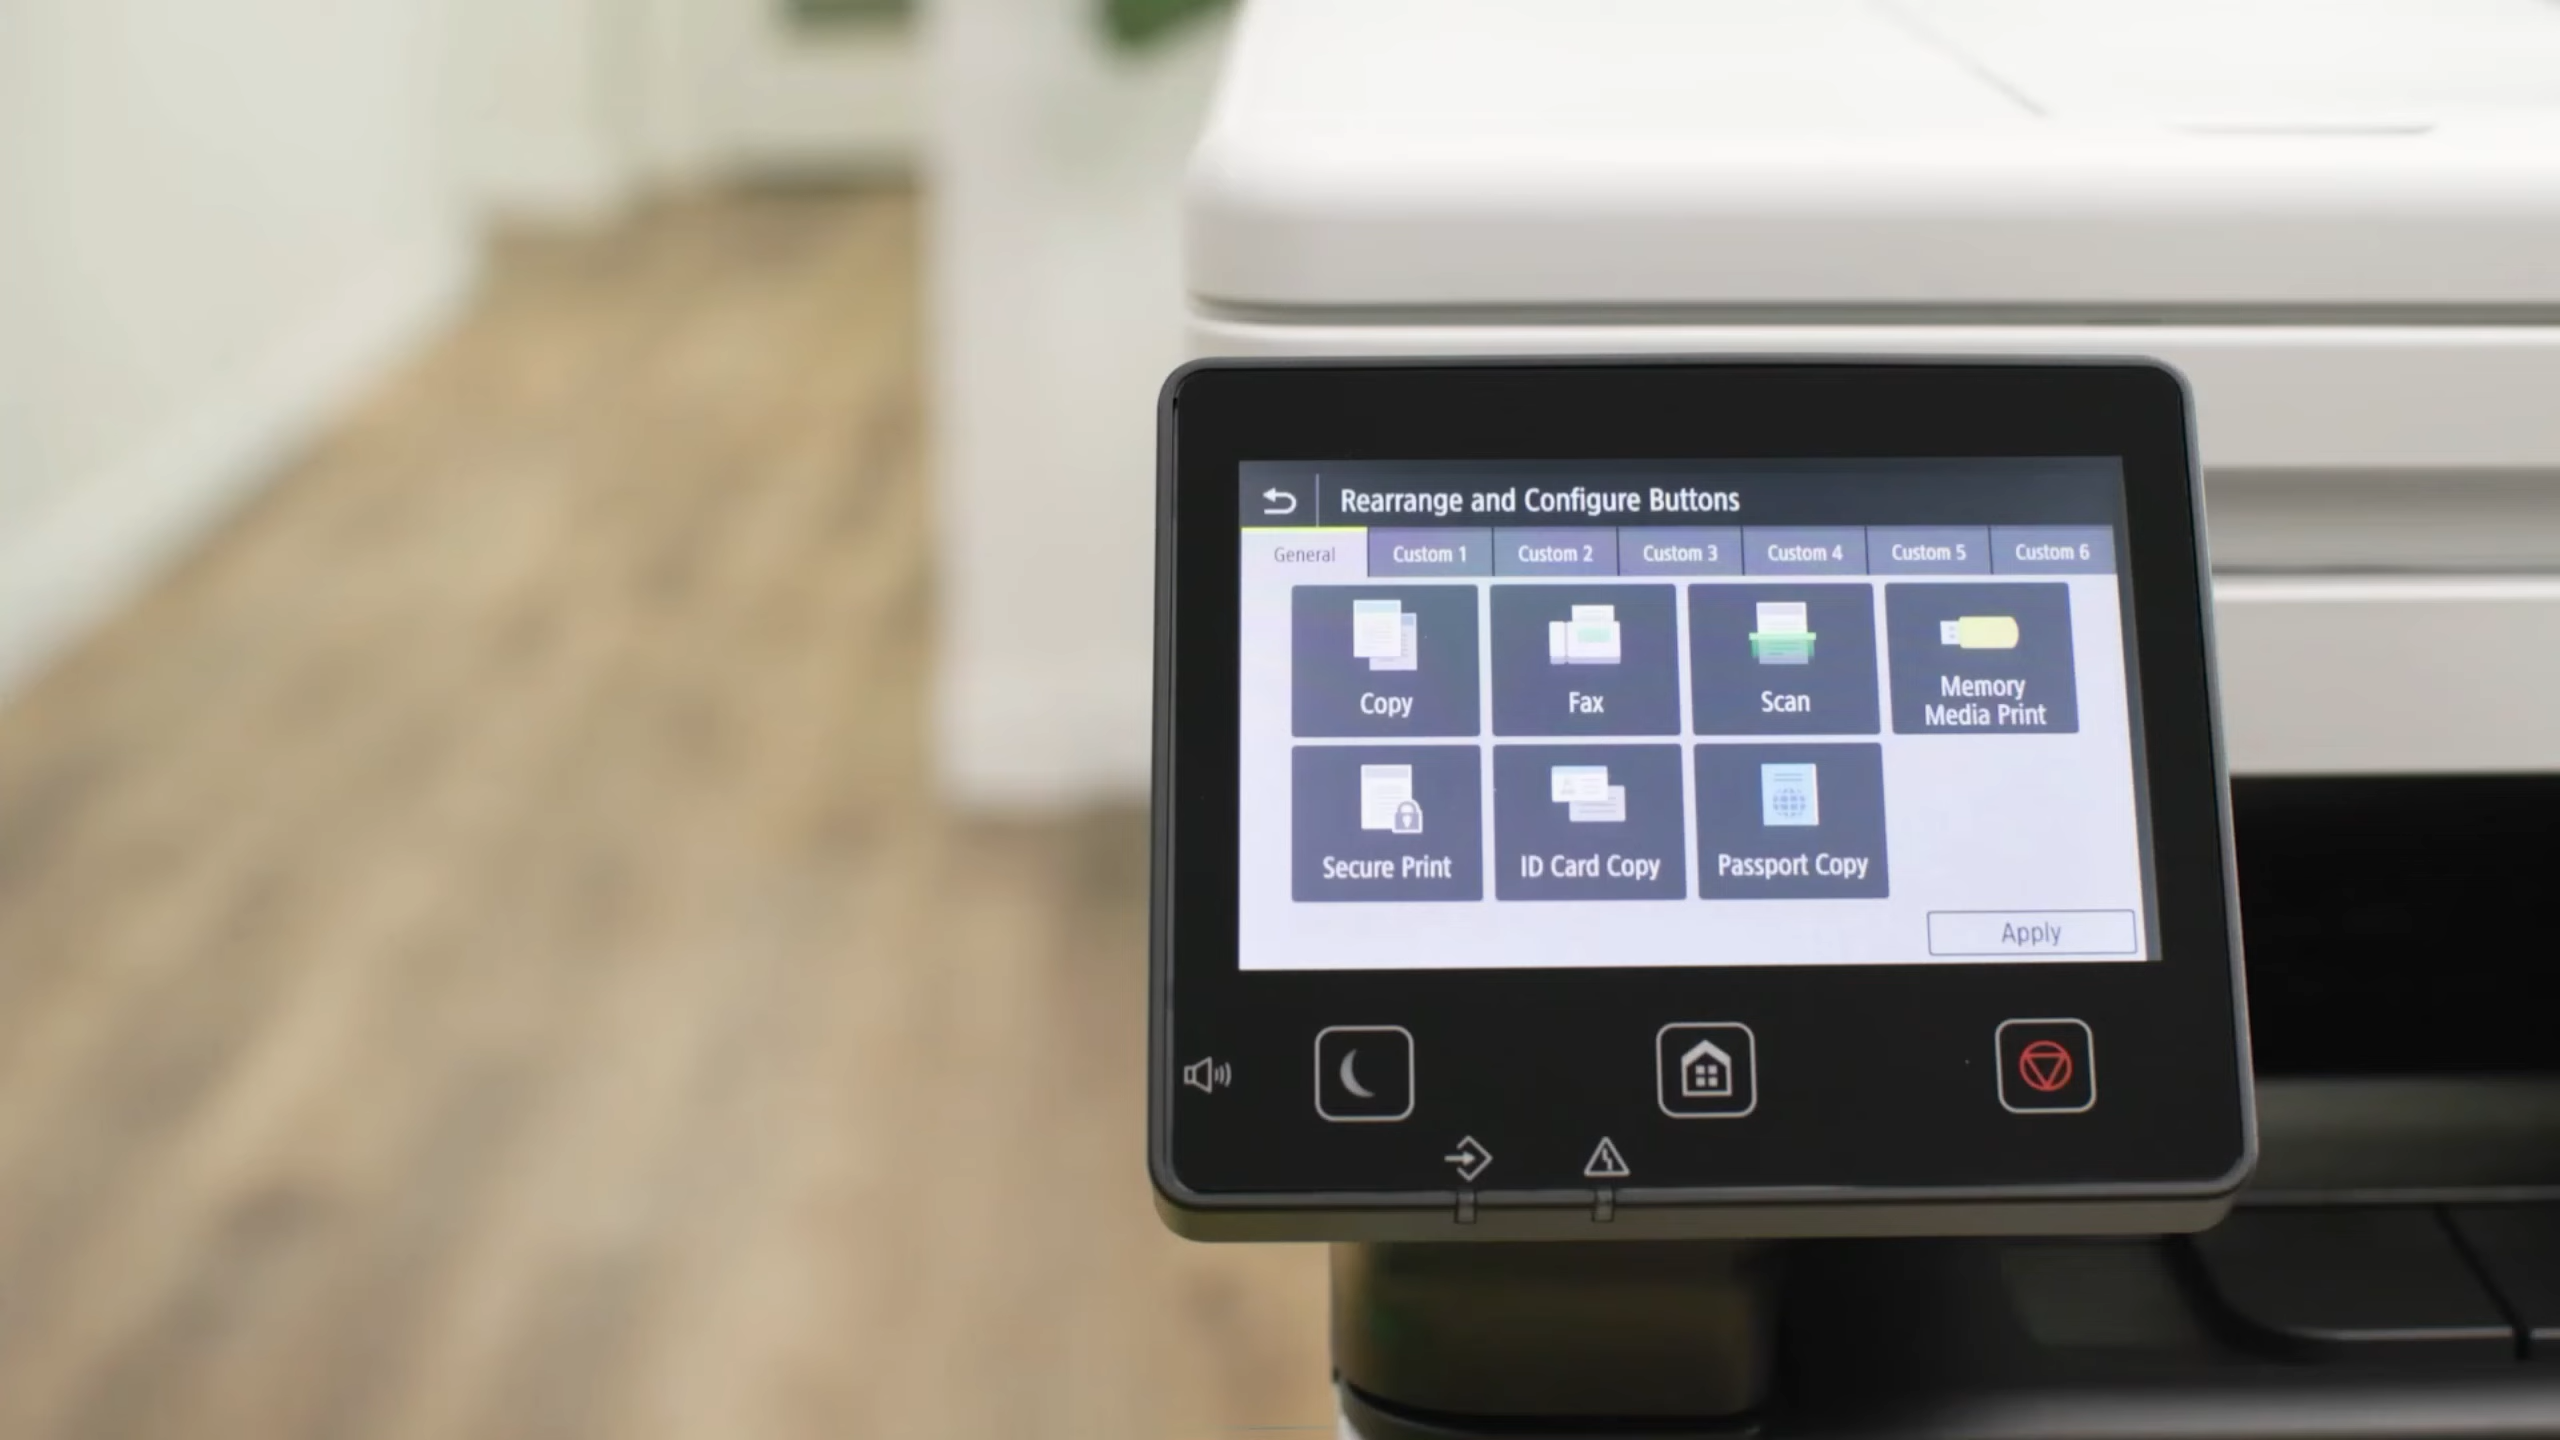 Rearrange and Configure Buttons
General Custom 1 Custom 2 Custom 3 Custom 4 Custom 5 Custom 6
Copy
Fax
Scan
Memory
Media Print
Secure Print
ID Card Copy
Passport Copy
Apply